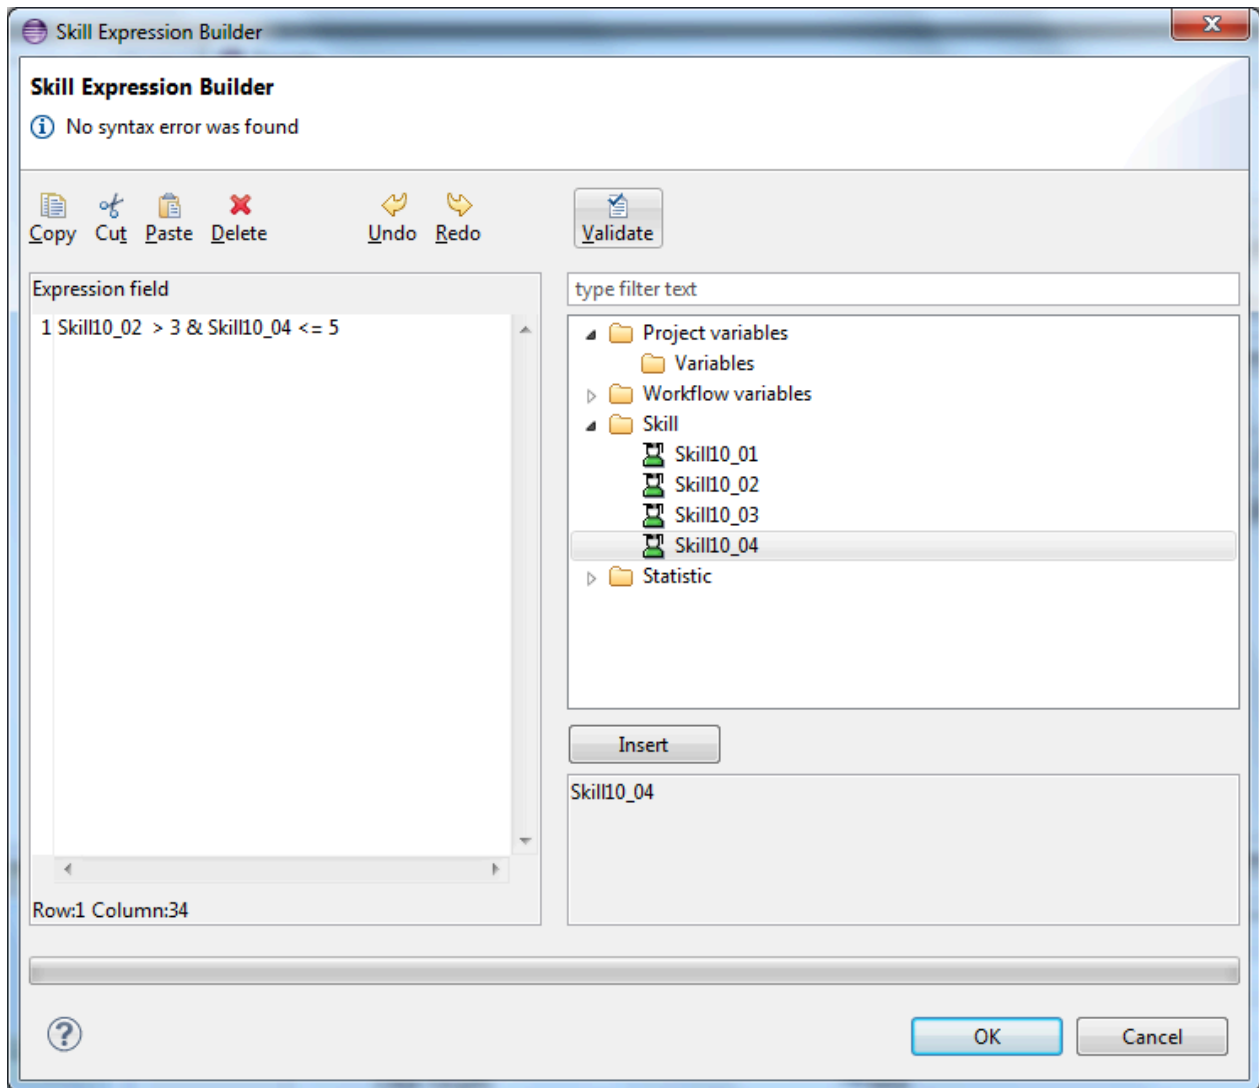 Skill Expression Builder
X
Skill Expression Builder
No syntax error was found
Copy Cut Paste Delete Undo Redo Validate
Expression field
1 Skill10_02  > 3 & Skill10_04 <= 5
Row:1 Column:34
type filter text
Project variables
Variables
Workflow variables
Skill
Skill10_01
Skill10_02
Skill10_03
Skill10_04
Statistic
Insert
Skill10_04
?
OK Cancel